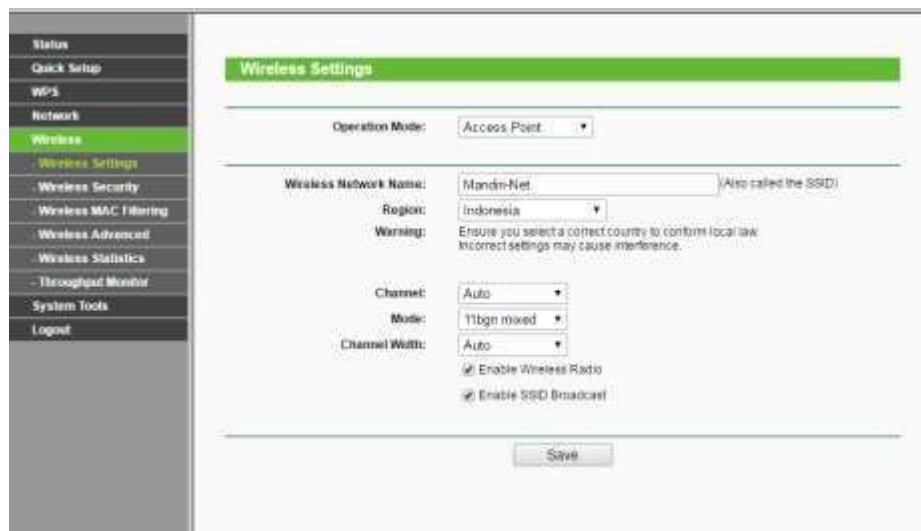 Status
Quick Setup
WPS
Network
Wireless
- Wireless Settings
- Wireless Security
- Wireless MAC Filtering
- Wireless Advanced
- Wireless Statistics
- Throughput Monitor
System Tools
Logout
Wireless Settings
Operation Mode: Access Point
Wireless Network Name: Mandiri-Net (Also called the SSID)
Region: Indonesia
Warning: Ensure you select a correct country to conform local law.
Incorrect settings may cause interference.
Channel: Auto
Mode: 11bgn mixed
Channel Width: Auto
Enable Wireless Radio
Enable SSID Broadcast
Save